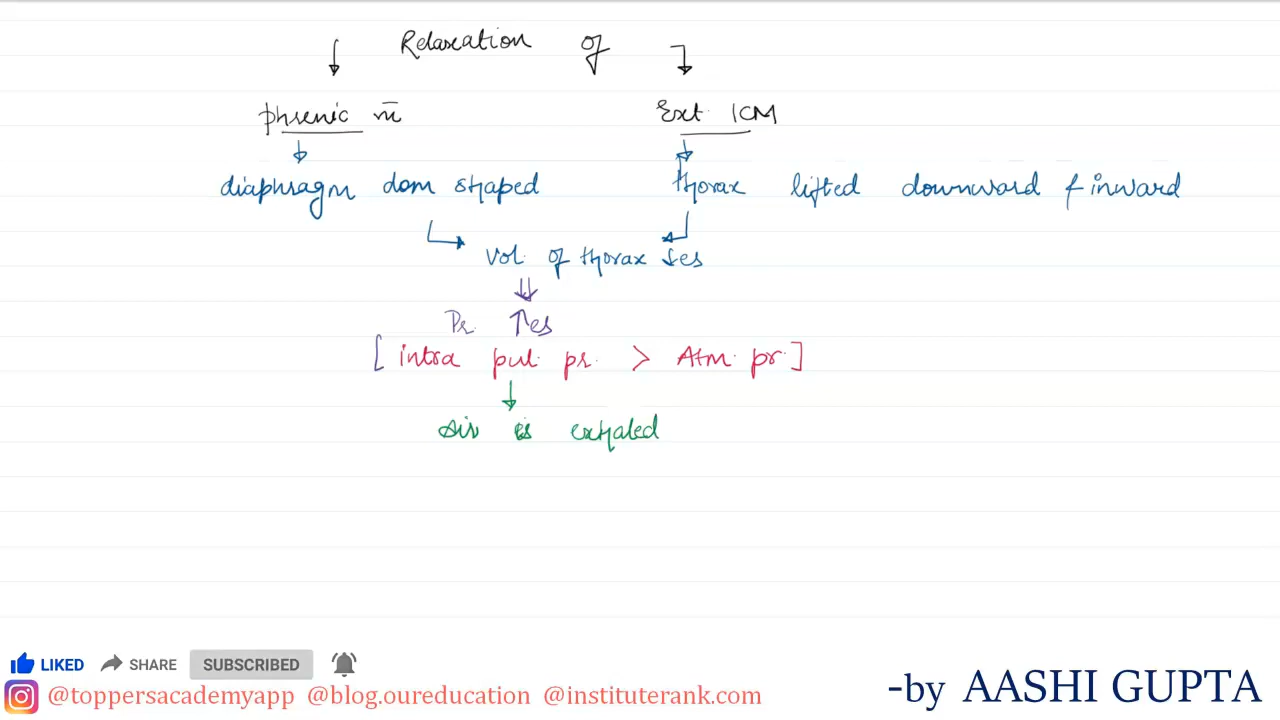 Relaxation of
phrenic m̅ Ext. ICM
diaphragm dom shaped thorax lifted downward & inward
vol. of thorax ↓es
Pr. ↑es
[intra pul. pr. > Atm. pr.]
Air is exhaled
LIKED SHARE SUBSCRIBED
@toppersacademyapp @blog.oureducation @instituterank.com
-by AASHI GUPTA